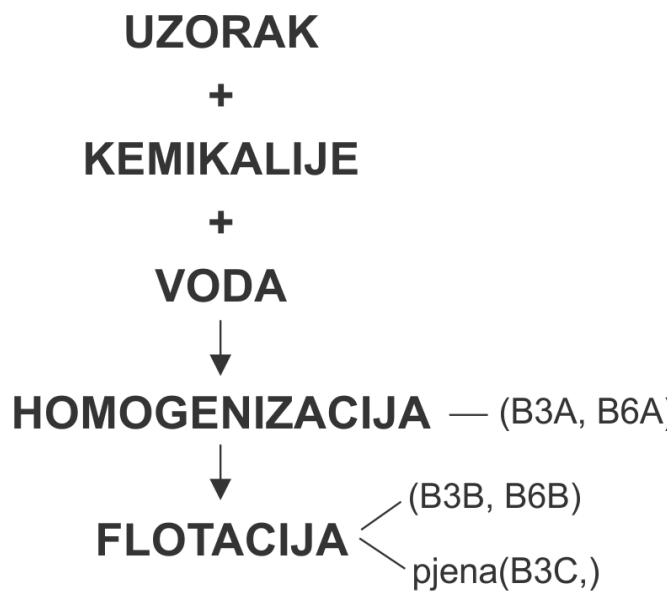 UZORAK
+
KEMIKALIJE
+
VODA
HOMOGENIZACIJA — (B3A, B6A)
(B3B, B6B)
FLOTACIJA
pjena(B3C,)